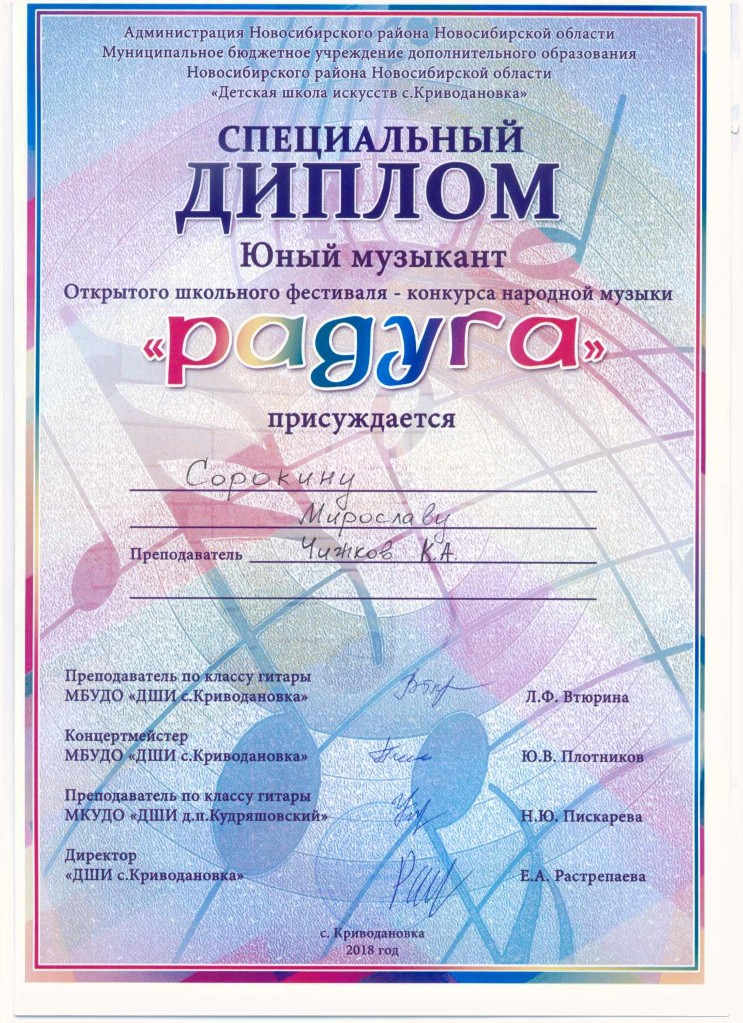 Администрация Новосибирского района Новосибирской области
Муниципальное бюджетное учреждение дополнительного образования
Новосибирского района Новосибирской области
«Детская школа искусств с.Криводановка»
СПЕЦИАЛЬНЫЙ
ДИПЛОМ
Юный музыкант
Открытого школьного фестиваля - конкурса народной музыки
«радуга»
присуждается
Сорокину
Мирославу
Преподаватель Чижков К.А.
Преподаватель по классу гитары
МБУДО «ДШИ с.Криводановка» Л.Ф. Втюрина
Концертмейстер
МБУДО «ДШИ с.Криводановка» Ю.В. Плотников
Преподаватель по классу гитары
МКУДО «ДШИ д.п.Кудряшовский» Н.Ю. Пискарева
Директор
«ДШИ с.Криводановка» Е.А. Растрепаева
с. Криводановка
2018 год